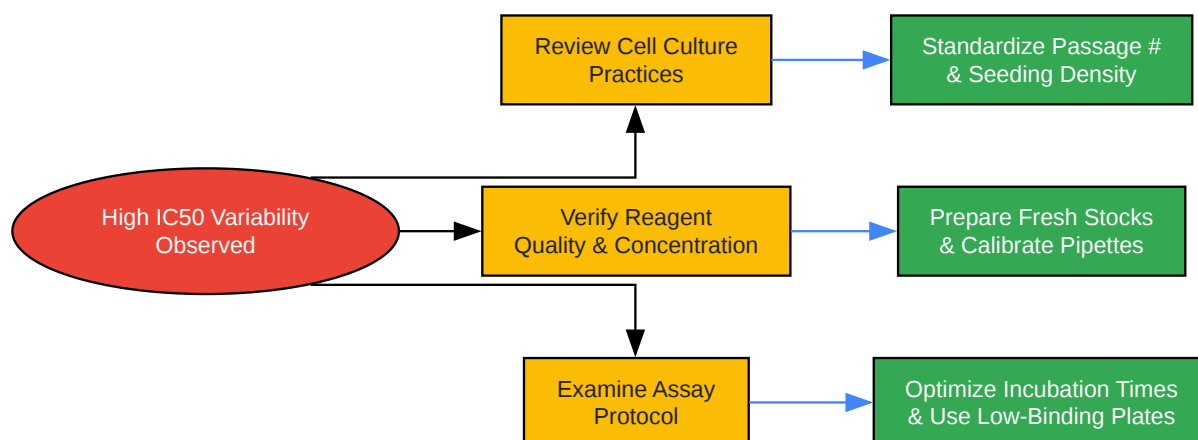 Review Cell Culture
Practices
Standardize Passage #
& Seeding Density
High IC50 Variability
Observed
Verify Reagent
Quality & Concentration
Prepare Fresh Stocks
& Calibrate Pipettes
Examine Assay
Protocol
Optimize Incubation Times
& Use Low-Binding Plates